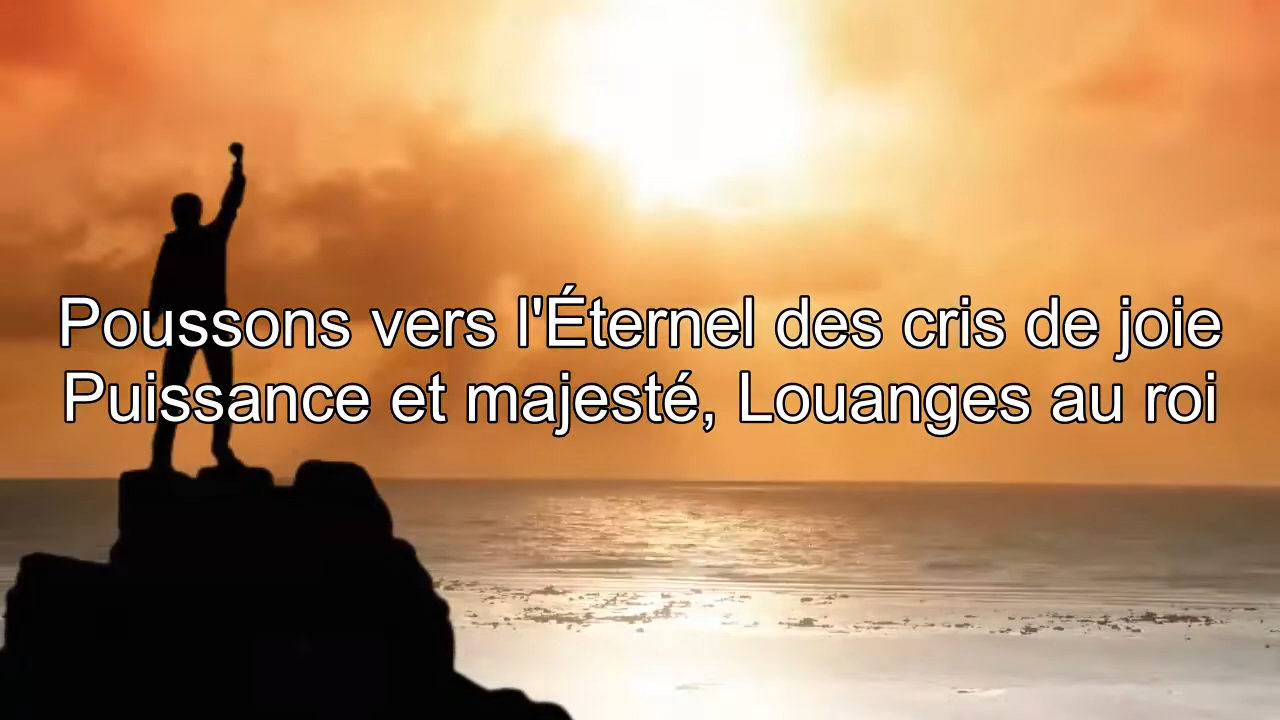 Poussons vers l'Éternel des cris de joie
Puissance et majesté, Louanges au roi